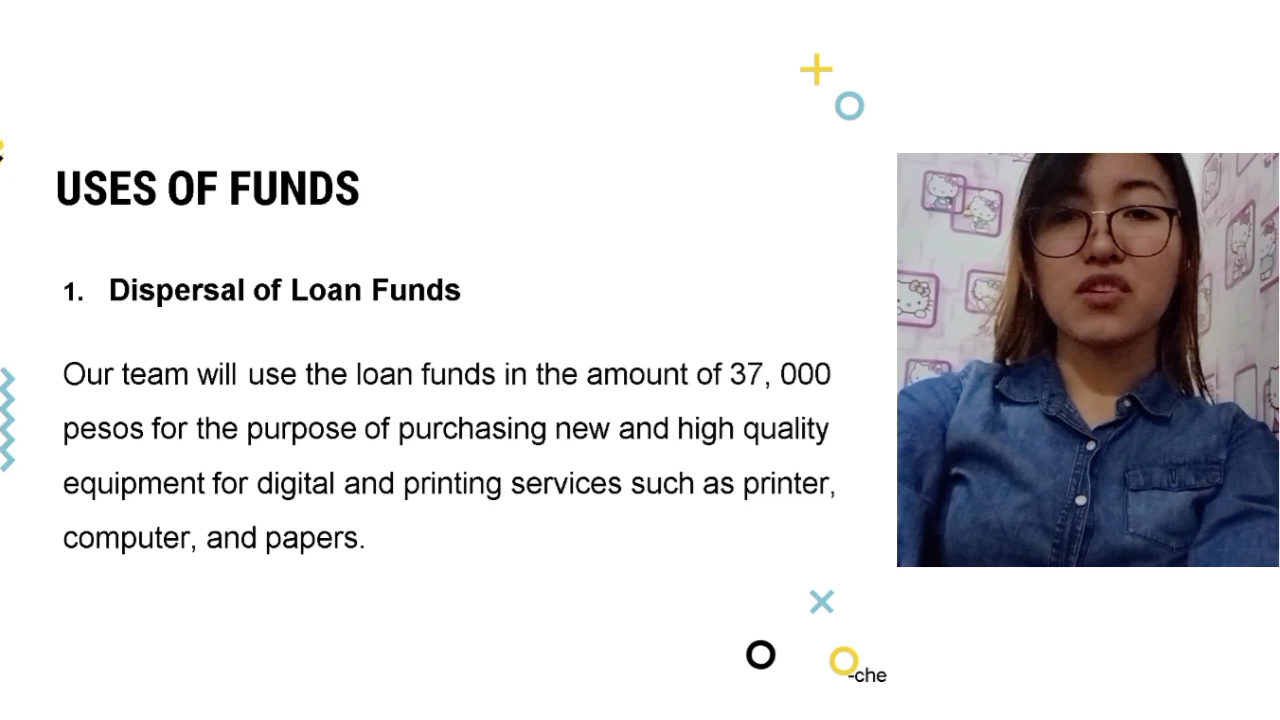 USES OF FUNDS
1. Dispersal of Loan Funds
Our team will use the loan funds in the amount of 37, 000
pesos for the purpose of purchasing new and high quality
equipment for digital and printing services such as printer,
computer, and papers.
-che